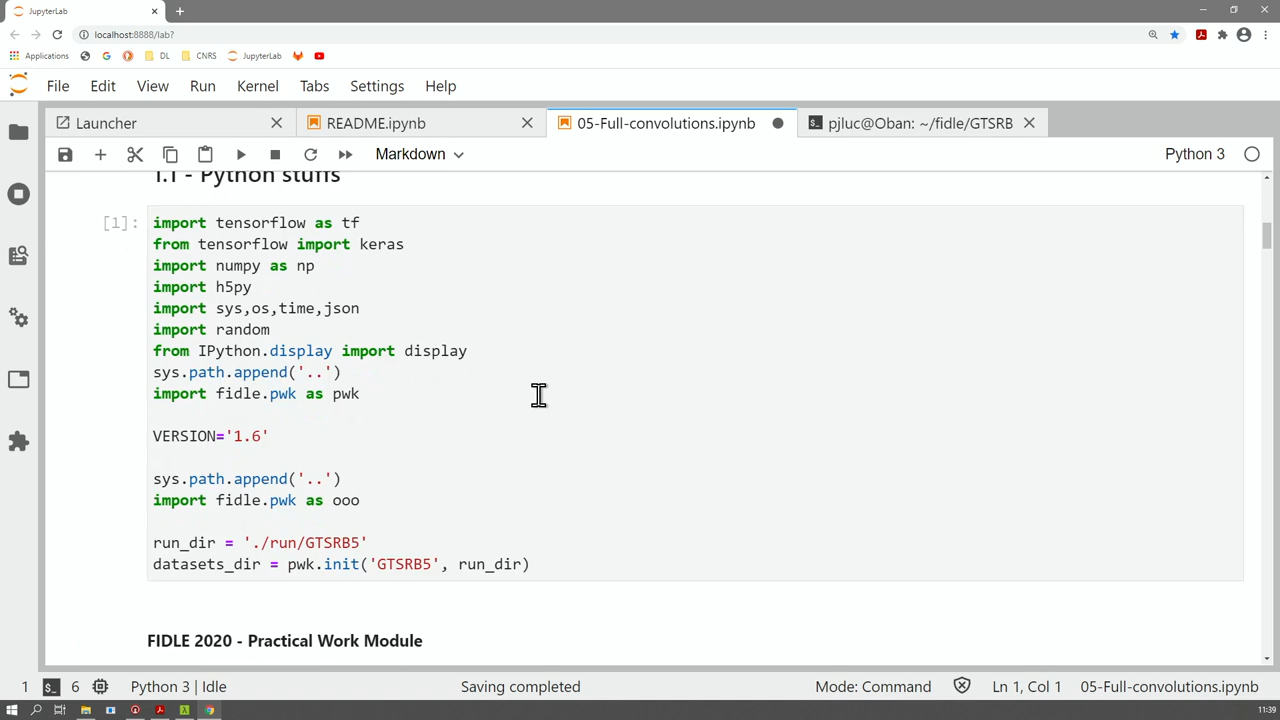 JupyterLab
localhost:8888/lab?
Applications
DL
CNRS
JupyterLab
File Edit View Run Kernel Tabs Settings Help
Launcher
README.ipynb
05-Full-convolutions.ipynb
pjluc@Oban: ~/fidle/GTSRB
Markdown
Python 3
1.1 - Python stuffs
[1]:
import tensorflow as tf
from tensorflow import keras
import numpy as np
import h5py
import sys,os,time,json
import random
from IPython.display import display
sys.path.append('..')
import fidle.pwk as pwk
VERSION='1.6'
sys.path.append('..')
import fidle.pwk as ooo
run_dir = './run/GTSRB5'
datasets_dir = pwk.init('GTSRB5', run_dir)
FIDLE 2020 - Practical Work Module
1 6 Python 3 | Idle Saving completed Mode: Command Ln 1, Col 1 05-Full-convolutions.ipynb
11:39